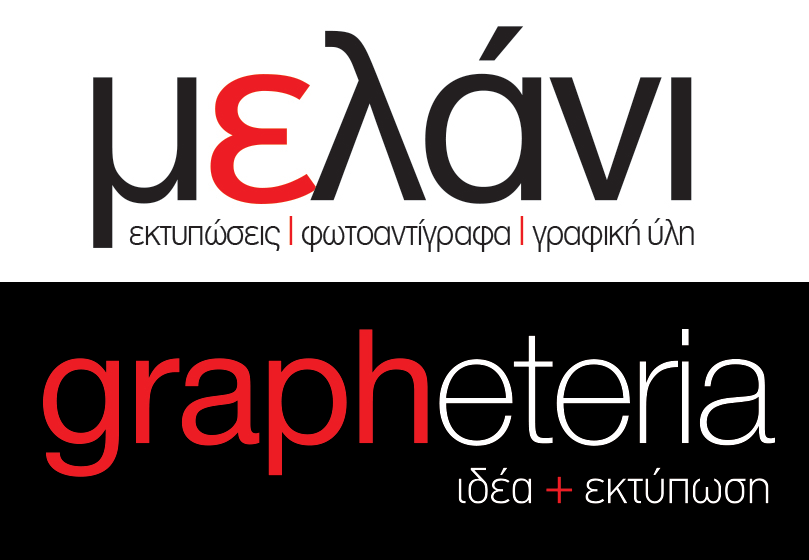 μελάνι
εκτυπώσεις | φωτοαντίγραφα | γραφική ύλη
grapheteria
ιδέα + εκτύπωση